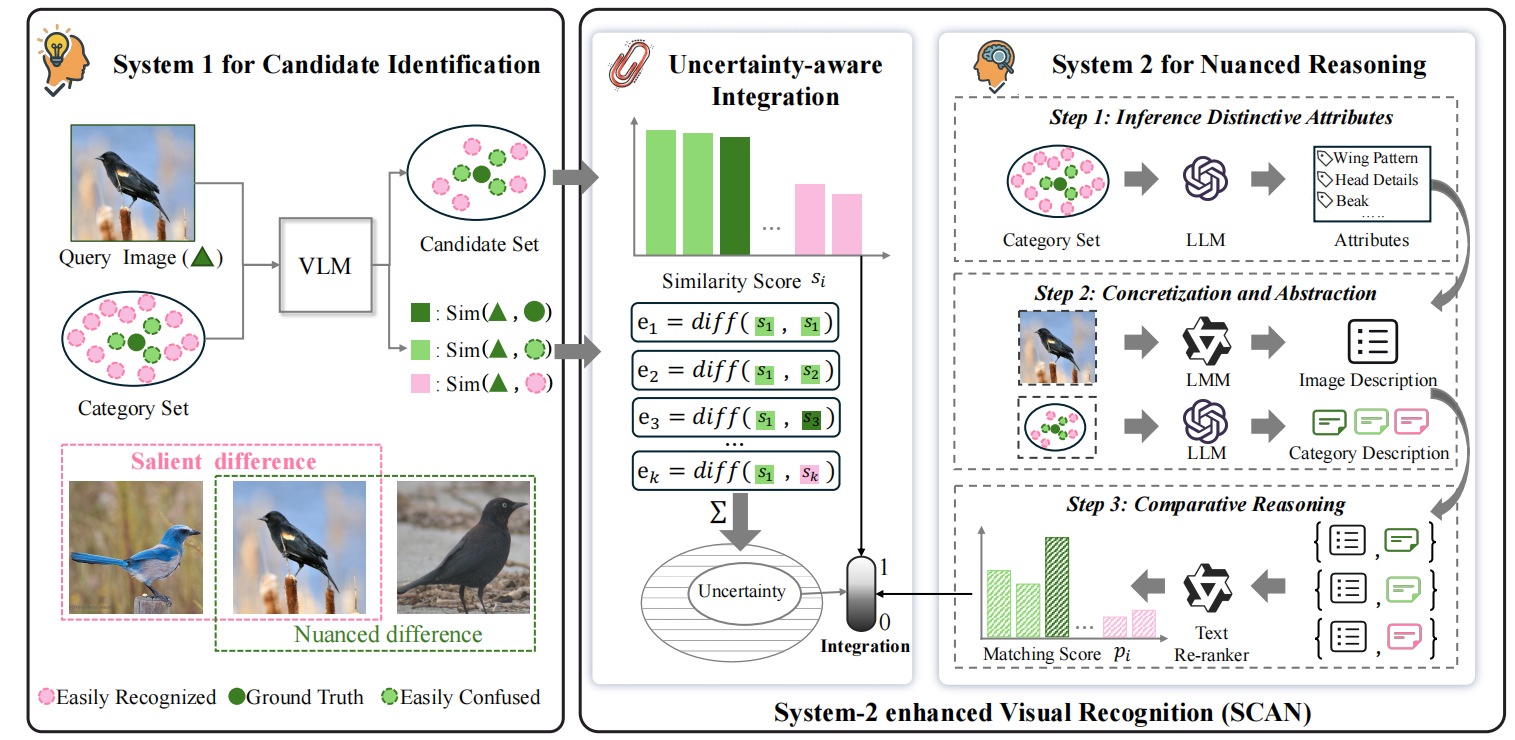 System 1 for Candidate Identification
Query Image (▲)
Category Set
VLM
Candidate Set
: Sim(▲ , ●)
: Sim(▲ , ●)
: Sim(▲ , ●)
Salient difference
Nuanced difference
Easily Recognized
Ground Truth
Easily Confused
Uncertainty-aware
Integration
...
Similarity Score s_i
e_1 = diff( s_1 , s_1 )
e_2 = diff( s_1 , s_2 )
e_3 = diff( s_1 , s_3 )
...
e_k = diff( s_1 , s_k )
Σ
Uncertainty
1
0
Integration
System 2 for Nuanced Reasoning
Step 1: Inference Distinctive Attributes
Category Set
LLM
Wing Pattern
Head Details
Beak
.....
Attributes
Step 2: Concretization and Abstraction
LMM
Image Description
LLM
Category Description
Step 3: Comparative Reasoning
...
Matching Score p_i
Text
Re-ranker
{ , }
{ , }
{ , }
System-2 enhanced Visual Recognition (SCAN)